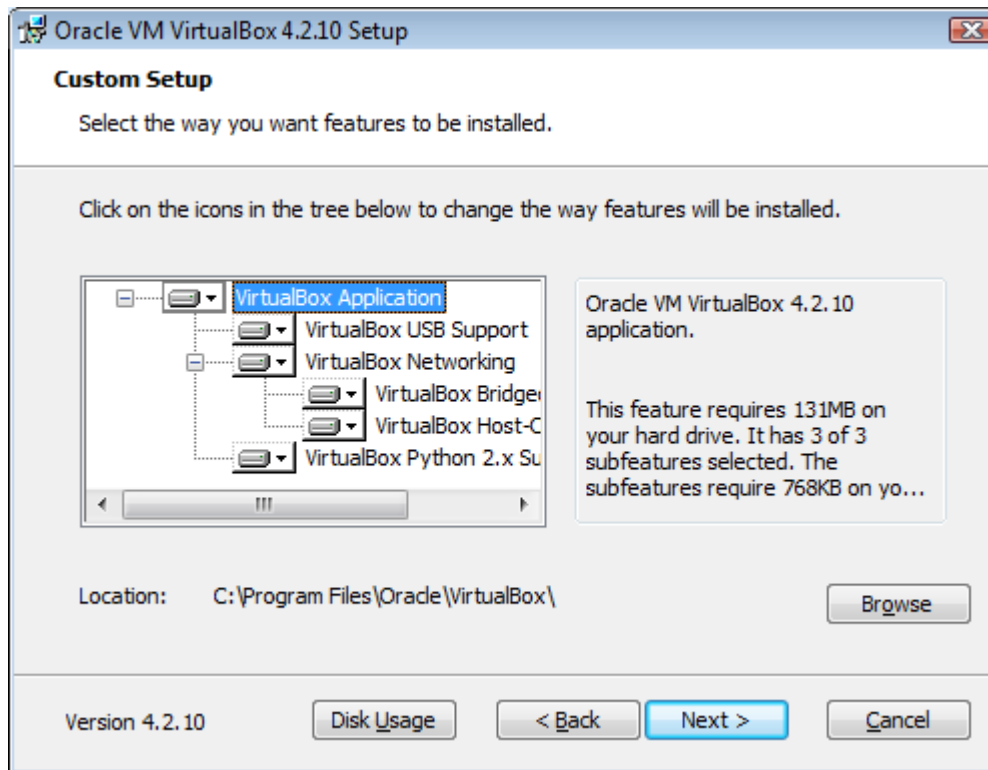 Oracle VM VirtualBox 4.2.10 Setup
Custom Setup
Select the way you want features to be installed.
Click on the icons in the tree below to change the way features will be installed.
VirtualBox Application
VirtualBox USB Support
VirtualBox Networking
VirtualBox Bridge
VirtualBox Host-C
VirtualBox Python 2.x Su
Oracle VM VirtualBox 4.2.10
application.
This feature requires 131MB on
your hard drive. It has 3 of 3
subfeatures selected. The
subfeatures require 768KB on yo...
Location: C:\Program Files\Oracle\VirtualBox\
Browse
Version 4.2.10 Disk Usage < Back Next > Cancel